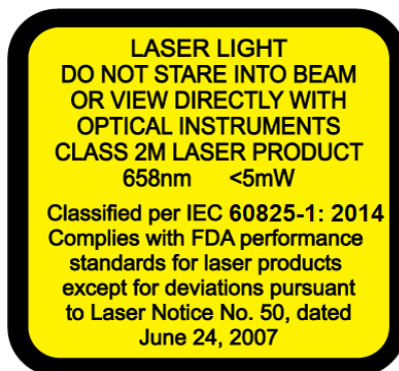 LASER LIGHT
DO NOT STARE INTO BEAM
OR VIEW DIRECTLY WITH
OPTICAL INSTRUMENTS
CLASS 2M LASER PRODUCT
658nm <5mW
Classified per IEC 60825-1: 2014
Complies with FDA performance
standards for laser products
except for deviations pursuant
to Laser Notice No. 50, dated
June 24, 2007